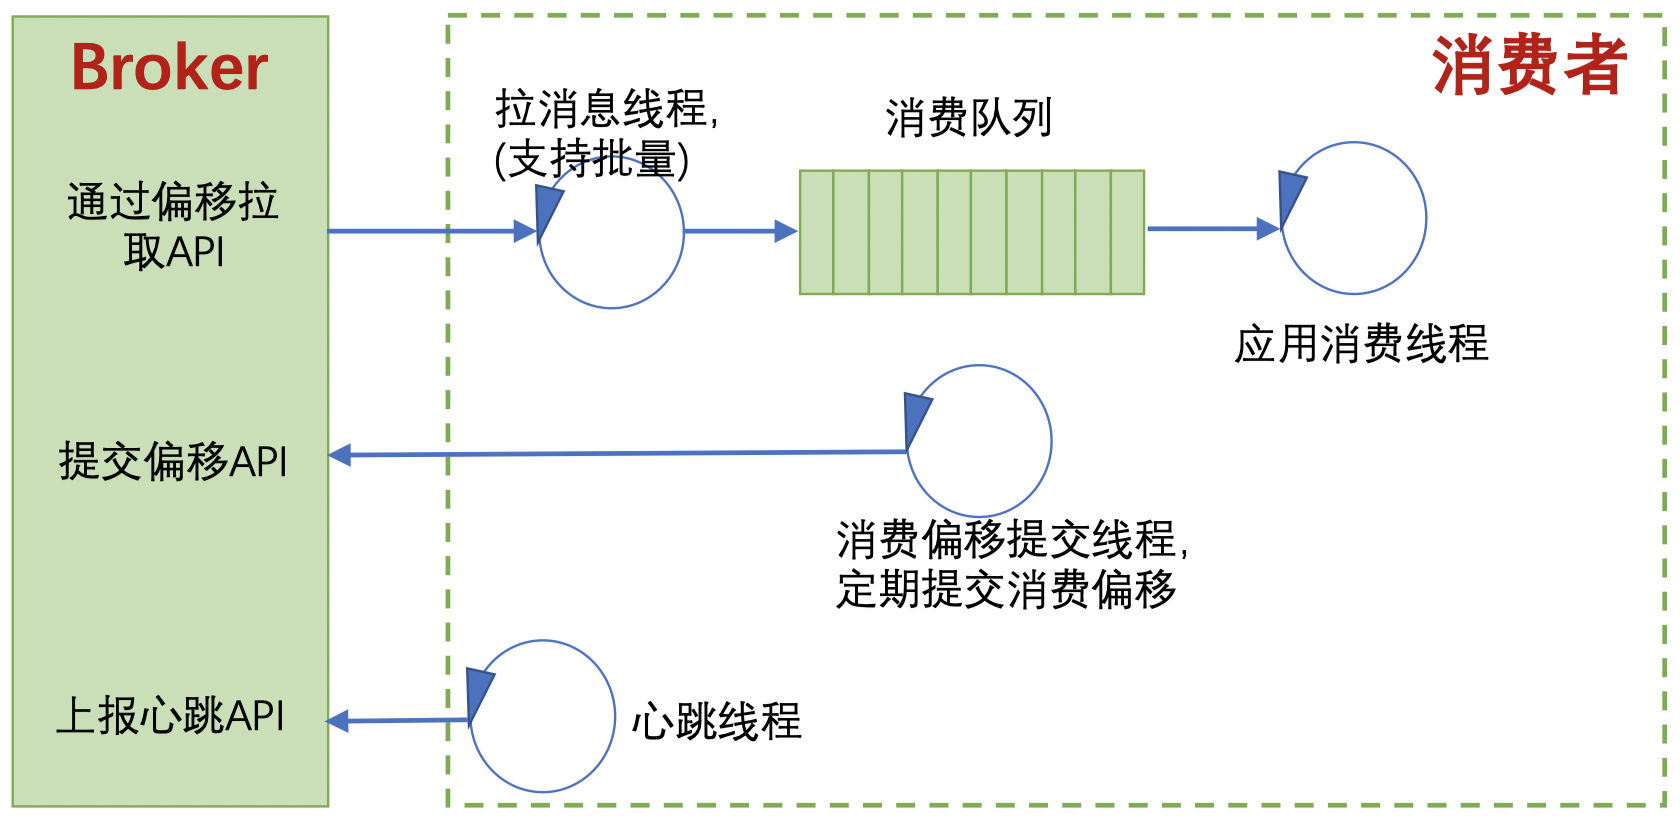 Broker
消费者
拉消息线程,
(支持批量)
消费队列
通过偏移拉
取API
应用消费线程
提交偏移API
消费偏移提交线程,
定期提交消费偏移
上报心跳API
心跳线程